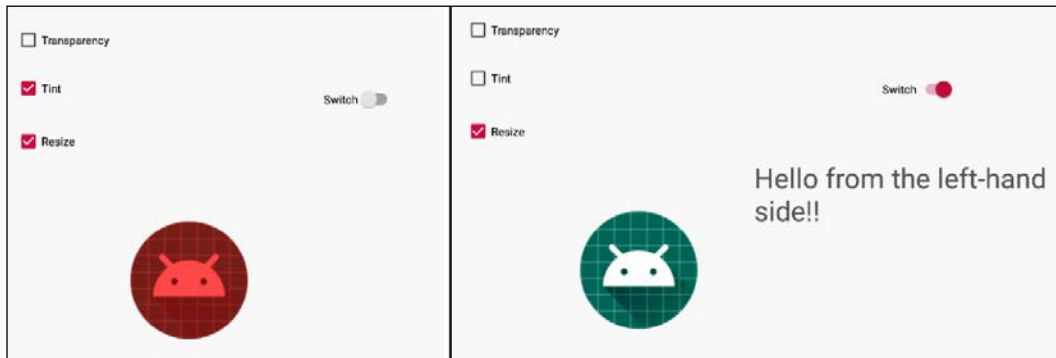 Transparency
Tint
Switch
Resize
Transparency
Tint
Switch
Resize
Hello from the left-hand
side!!